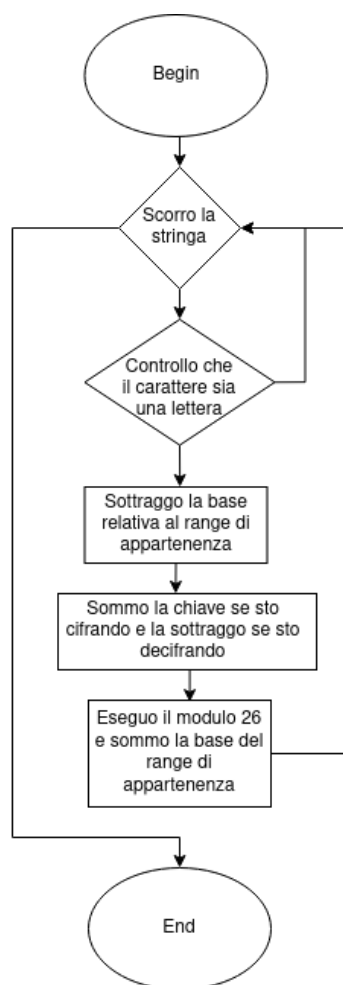 Begin
Scorro la
stringa
Controllo che
il carattere sia
una lettera
Sottraggo la base
relativa al range di
appartenenza
Sommo la chiave se sto
cifrando e la sottraggo se sto
decifrando
Eseguo il modulo 26
e sommo la base del
range di
appartenenza
End